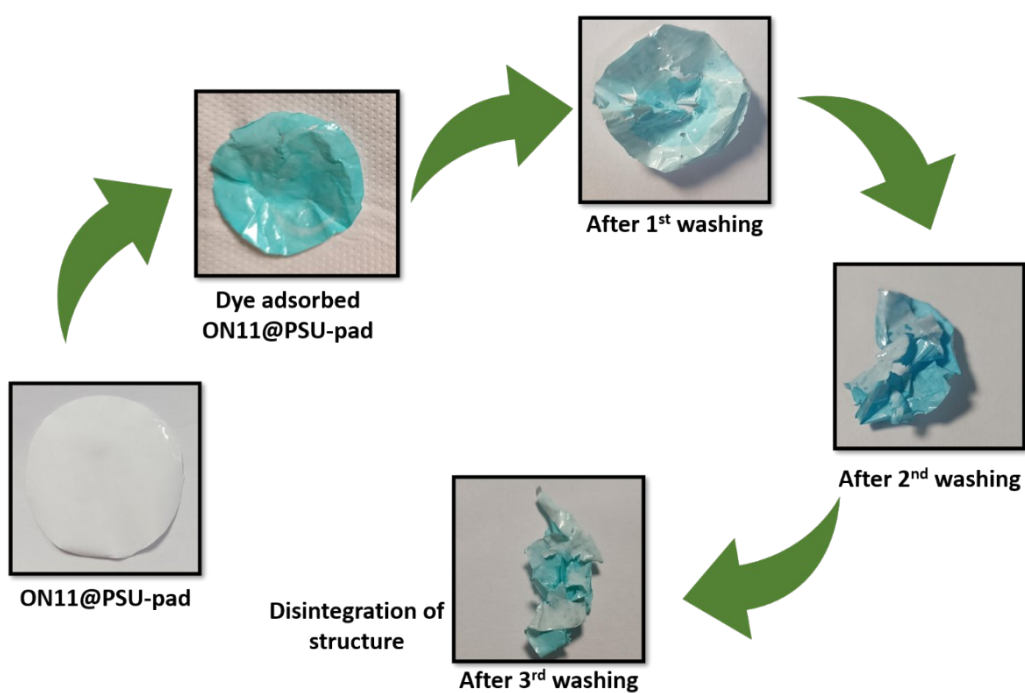 ON11@PSU-pad
Dye adsorbed
ON11@PSU-pad
After 1st washing
After 2nd washing
Disintegration of
structure
After 3rd washing